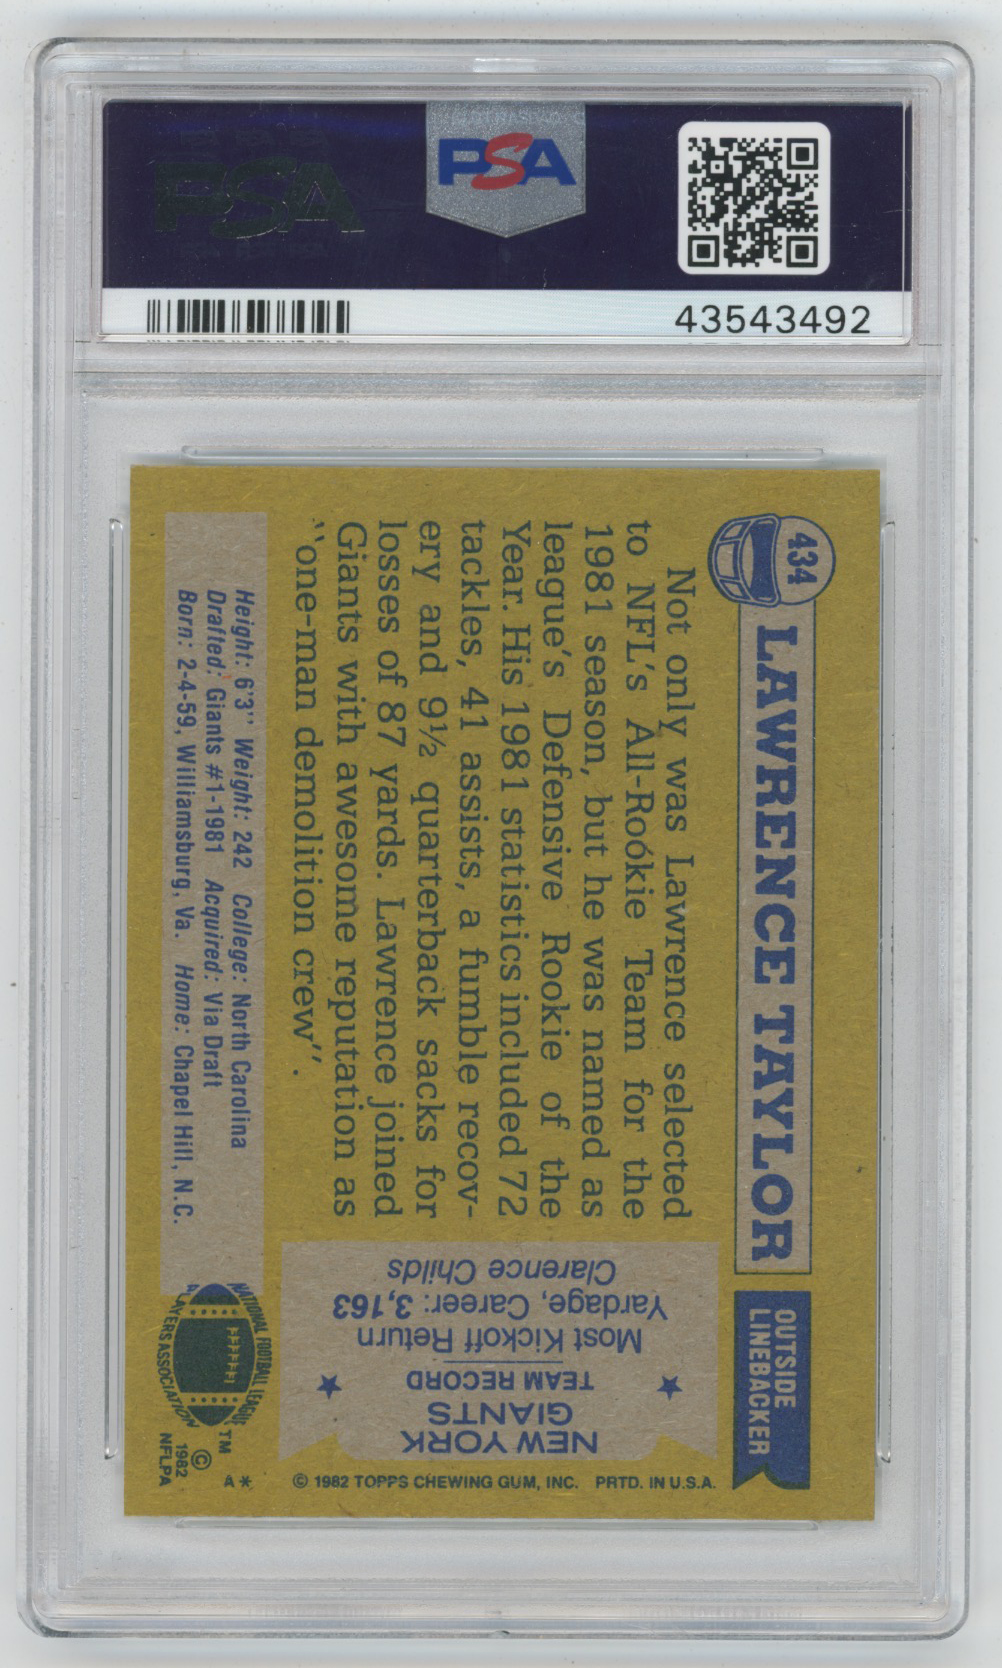 PSA
PSA
43543492
434
LAWRENCE TAYLOR
OUTSIDE
LINEBACKER
Not only was Lawrence selected
to NFL's All-Rookie Team for the
1981 season, but he was named as
league's Defensive Rookie of the
Year. His 1981 statistics included 72
tackles, 41 assists, a fumble recov-
ery and 9½ quarterback sacks for
losses of 87 yards. Lawrence joined
Giants with awesome reputation as
"one-man demolition crew".
Height: 6'3" Weight: 242 College: North Carolina
Drafted: Giants #1-1981 Acquired: Via Draft
Born: 2-4-59, Williamsburg, Va. Home: Chapel Hill, N.C.
NEW YORK
GIANTS
TEAM RECORD
Most Kickoff Return
Yardage, Career: 3,163
Clarence Childs
NATIONAL FOOTBALL LEAGUE
PLAYERS ASSOCIATION
TM
©
1982
NFLPA
A*
© 1982 TOPPS CHEWING GUM, INC. PRTD. IN U.S.A.